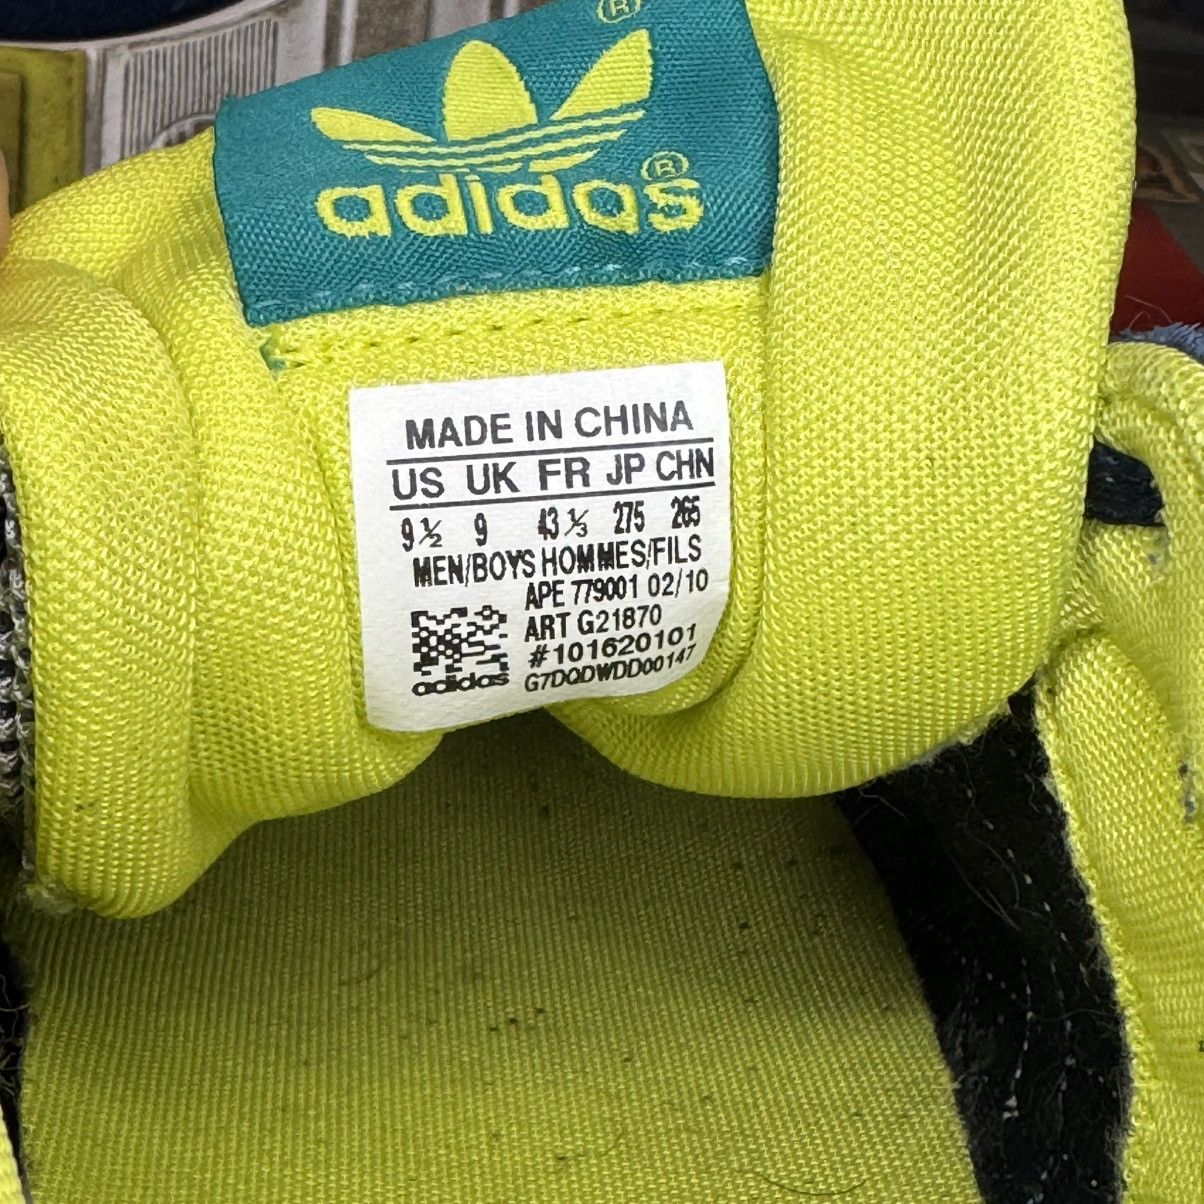 ®
adidas®
MADE IN CHINA
US UK FR JP CHN
9½ 9 43⅓ 275 265
MEN/BOYS HOMMES/FILS
APE 779001 02/10
ART G21870
#101620101
G7DQDWDD00147
adidas